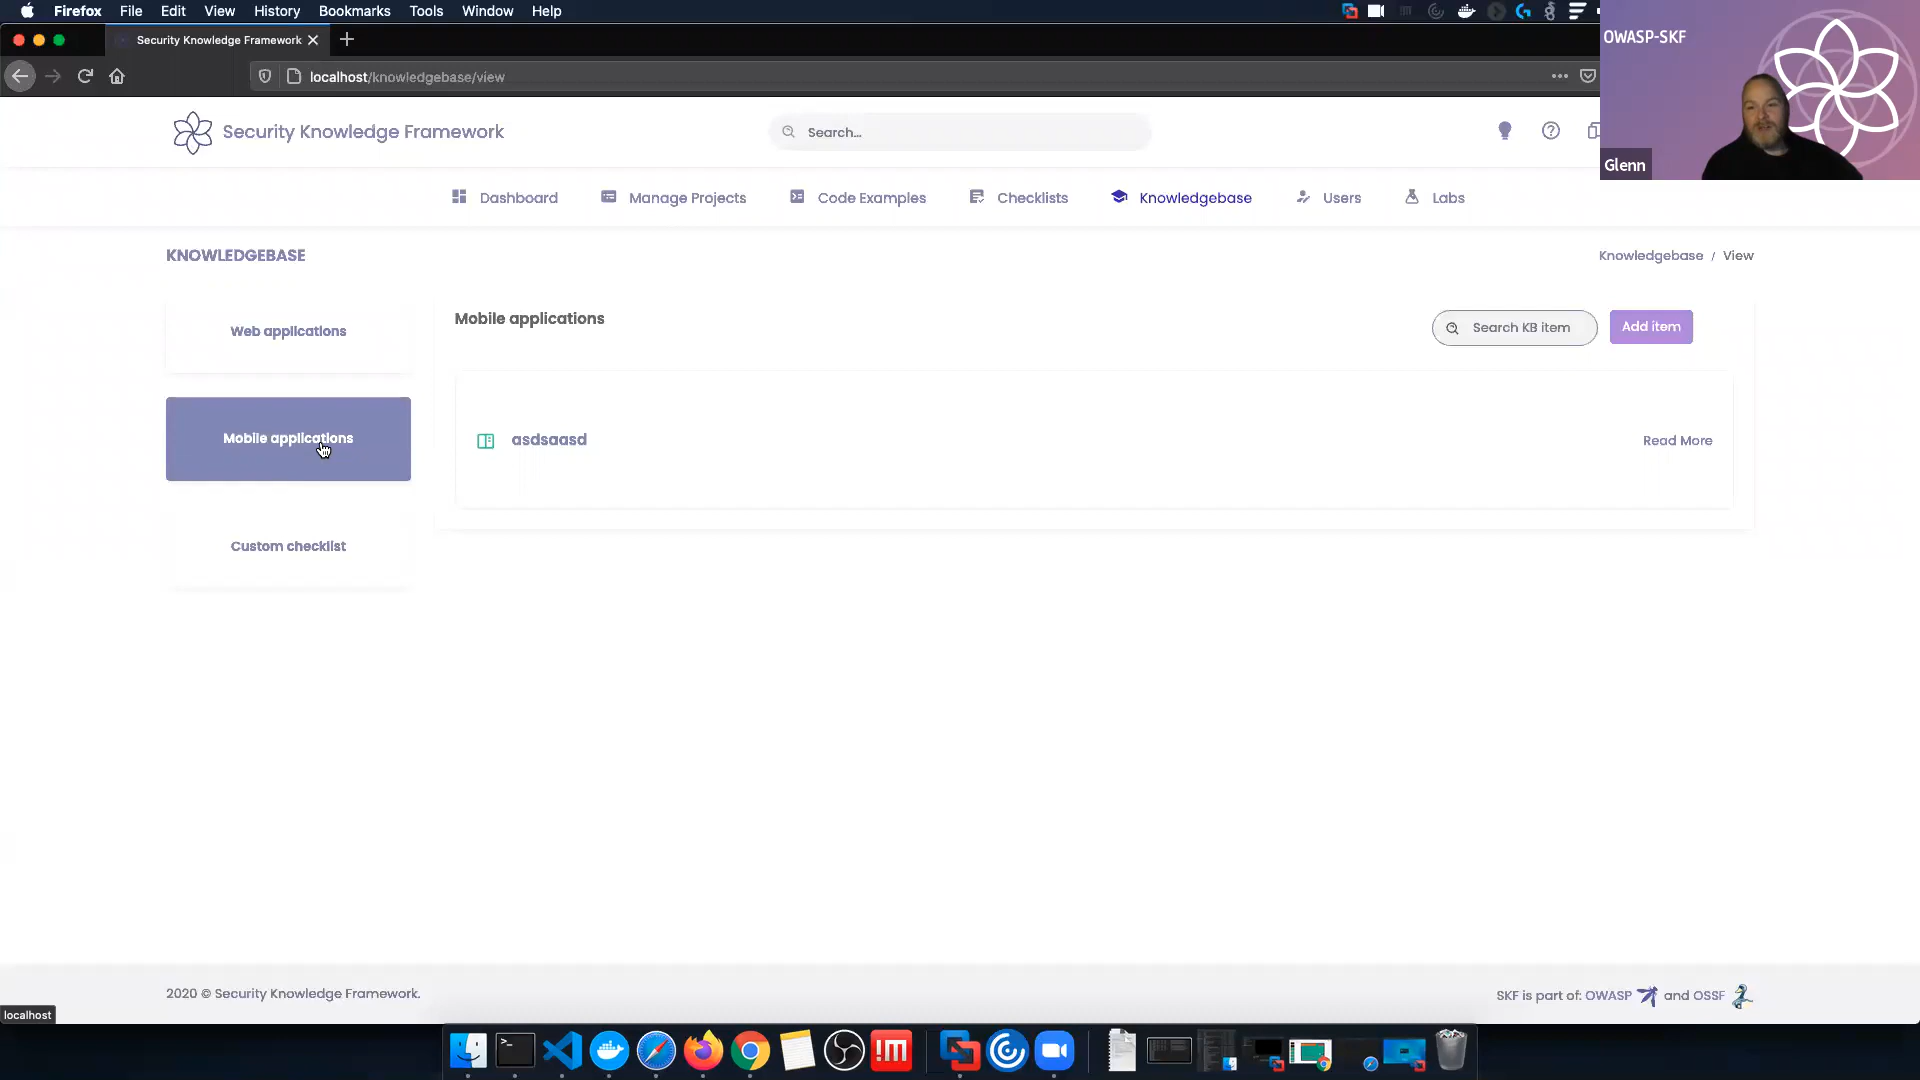 Firefox File Edit View History Bookmarks Tools Window Help
Security Knowledge Framework
localhost/knowledgebase/view
OWASP-SKF
Glenn
Security Knowledge Framework
Search...
Dashboard Manage Projects Code Examples Checklists Knowledgebase Users Labs
KNOWLEDGEBASE
Knowledgebase / View
Web applications
Mobile applications
Custom checklist
Mobile applications
Search KB item
Add item
asdsaasd
Read More
2020 © Security Knowledge Framework.
SKF is part of: OWASP and OSSF
localhost